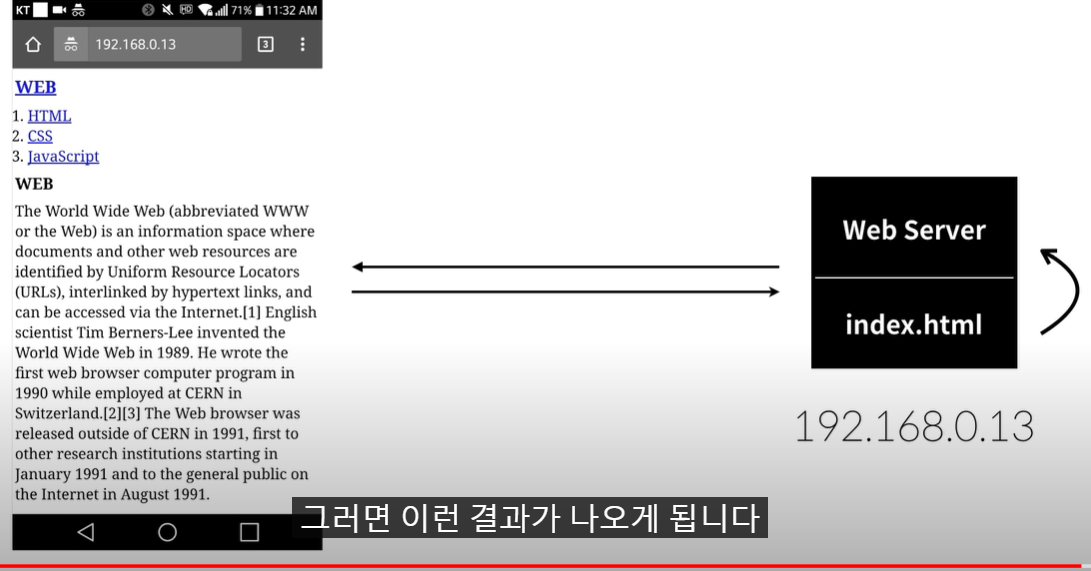 KT HD 71% 11:32 AM
192.168.0.13 3
WEB
1. HTML
2. CSS
3. JavaScript
WEB
The World Wide Web (abbreviated WWW
or the Web) is an information space where
documents and other web resources are
identified by Uniform Resource Locators
(URLs), interlinked by hypertext links, and
can be accessed via the Internet.[1] English
scientist Tim Berners-Lee invented the
World Wide Web in 1989. He wrote the
first web browser computer program in
1990 while employed at CERN in
Switzerland.[2][3] The Web browser was
released outside of CERN in 1991, first to
other research institutions starting in
January 1991 and to the general public on
the Internet in August 1991.
Web Server
index.html
192.168.0.13
그러면 이런 결과가 나오게 됩니다